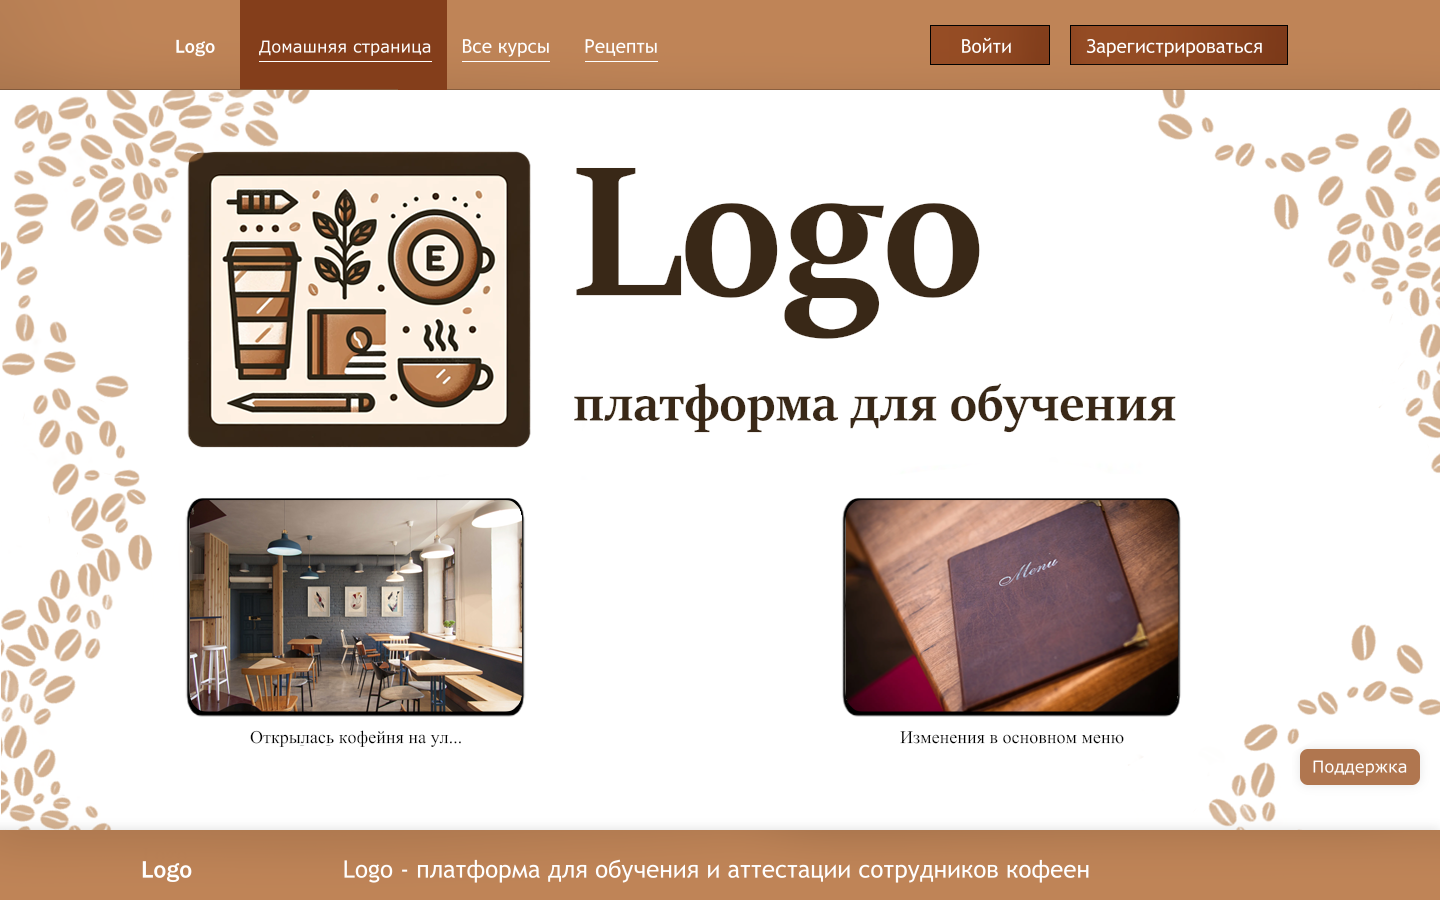 Logo
Домашняя страница
Все курсы
Рецепты
Войти
Зарегистрироваться
E
Logo
платформа для обучения
Menu
Открылась кофейня на ул...
Изменения в основном меню
Поддержка
Logo
Logo - платформа для обучения и аттестации сотрудников кофеен